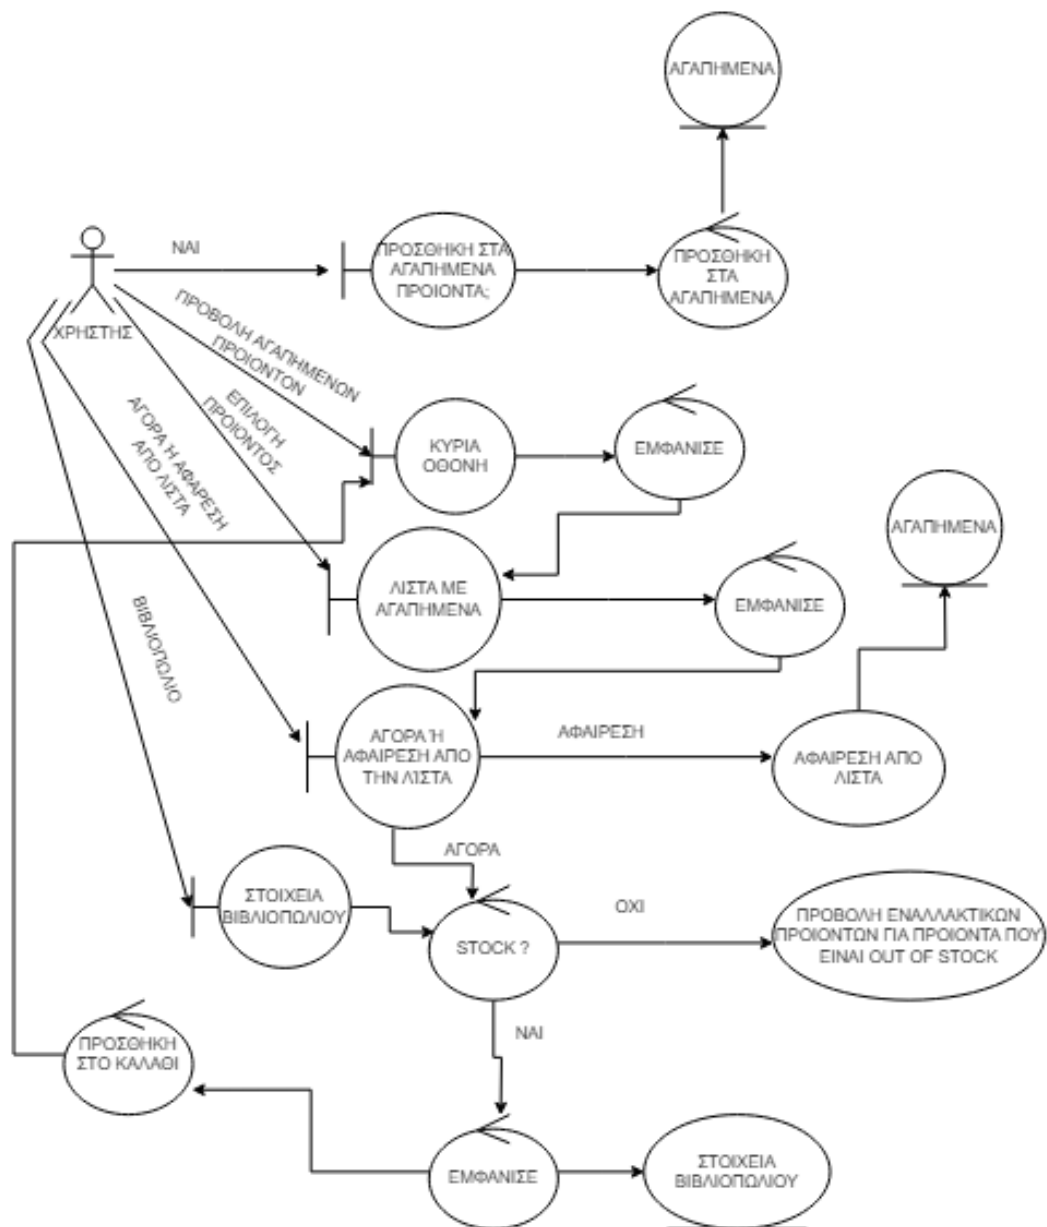 ΑΓΑΠΗΜΕΝΑ
ΝΑΙ
ΠΡΟΣΘΗΚΗ ΣΤΑ
ΑΓΑΠΗΜΕΝΑ
ΠΡΟΙΟΝΤΑ;
ΠΡΟΣΘΗΚΗ
ΣΤΑ
ΑΓΑΠΗΜΕΝΑ
ΧΡΗΣΤΗΣ
ΠΡΟΒΟΛΗ ΑΓΑΠΗΜΕΝΩΝ
ΠΡΟΙΟΝΤΟΝ
ΕΠΙΛΟΓΗ
ΠΡΟΙΟΝΤΟΣ
ΑΓΟΡΑ Ή ΑΦΑΡΕΣΗ
ΑΠΟ ΛΙΣΤΑ
ΚΥΡΙΑ
ΟΘΟΝΗ
ΕΜΦΑΝΙΣΕ
ΑΓΑΠΗΜΕΝΑ
ΛΙΣΤΑ ΜΕ
ΑΓΑΠΗΜΕΝΑ
ΕΜΦΑΝΙΣΕ
ΒΙΒΛΙΟΠΩΛΙΟ
ΑΓΟΡΑ Ή
ΑΦΑΙΡΕΣΗ ΑΠΟ
ΤΗΝ ΛΙΣΤΑ
ΑΦΑΙΡΕΣΗ
ΑΦΑΙΡΕΣΗ ΑΠΟ
ΛΙΣΤΑ
ΑΓΟΡΑ
ΣΤΟΙΧΕΙΑ
ΒΙΒΛΙΟΠΩΛΙΟΥ
STOCK ?
ΟΧΙ
ΠΡΟΒΟΛΗ ΕΝΑΛΛΑΚΤΙΚΩΝ
ΠΡΟΙΟΝΤΩΝ ΓΙΑ ΠΡΟΙΟΝΤΑ ΠΟΥ
ΕΙΝΑΙ OUT OF STOCK
ΝΑΙ
ΠΡΟΣΘΗΚΗ
ΣΤΟ ΚΑΛΑΘΙ
ΕΜΦΑΝΙΣΕ
ΣΤΟΙΧΕΙΑ
ΒΙΒΛΙΟΠΩΛΙΟΥ